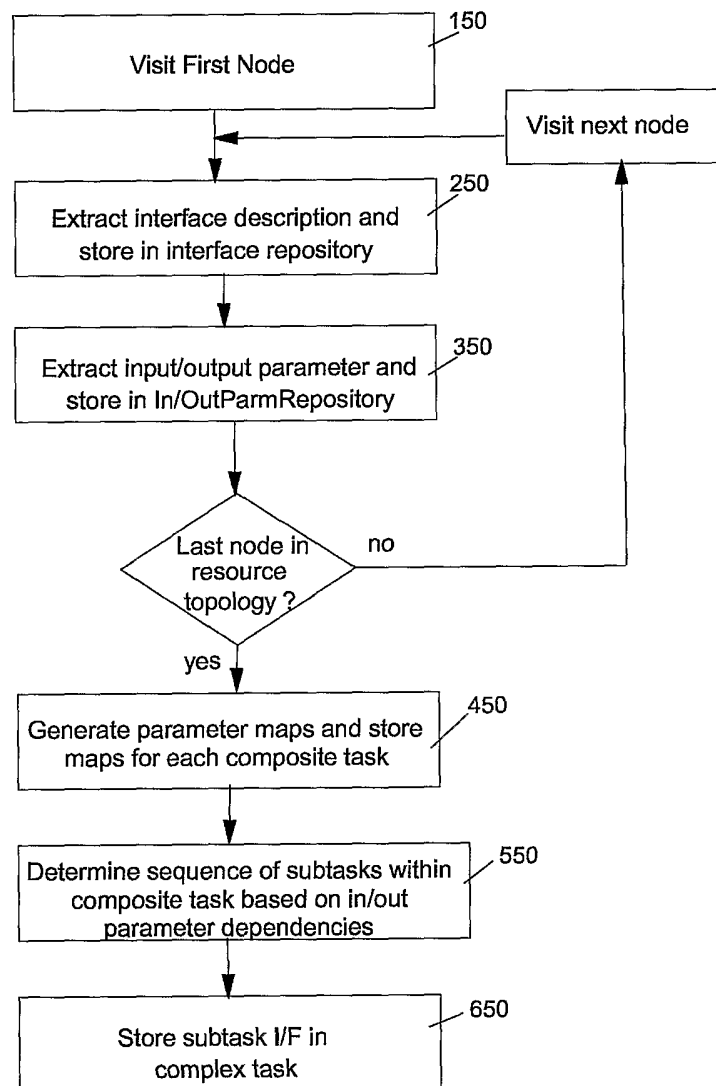 150
Visit First Node
Visit next node
250
Extract interface description and
store in interface repository
350
Extract input/output parameter and
store in In/OutParmRepository
Last node in
resource
topology ?
no
yes
450
Generate parameter maps and store
maps for each composite task
550
Determine sequence of subtasks within
composite task based on in/out
parameter dependencies
650
Store subtask I/F in
complex task